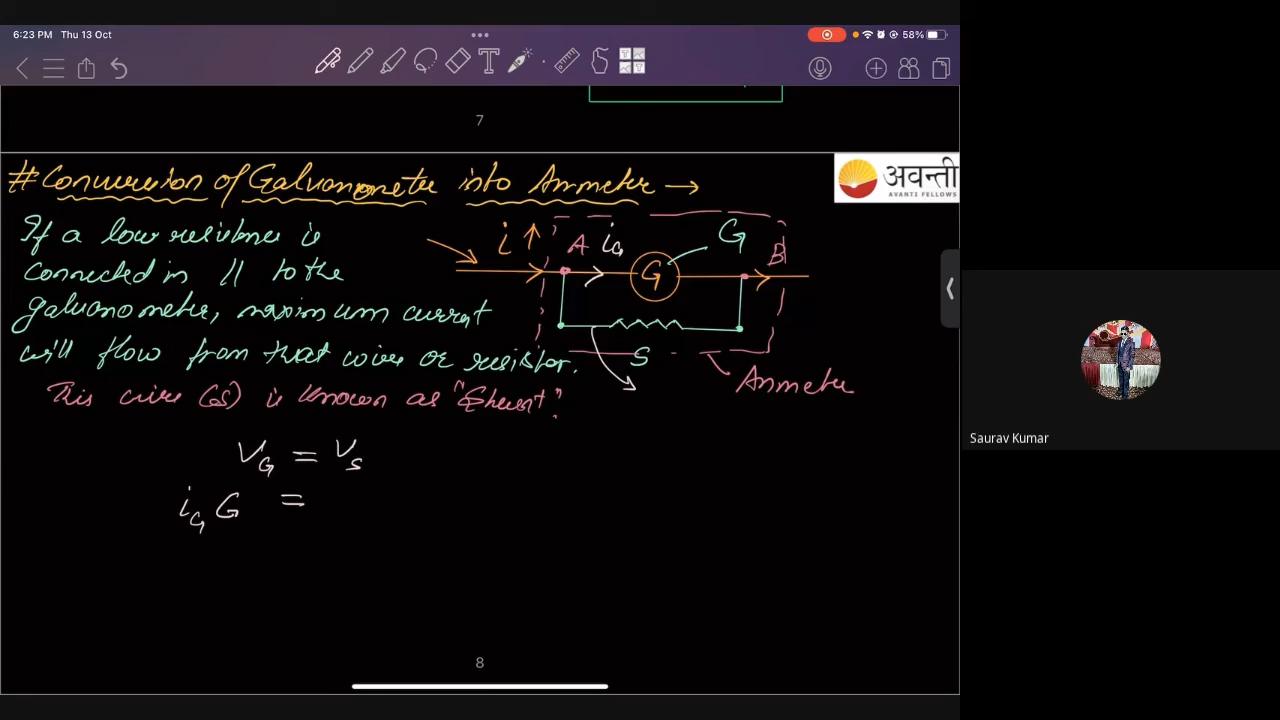 6:23 PM Thu 13 Oct
58%
T
7
# Conversion of Galvanometer into Ammeter →
अवन्ती
AVANTI FELLOWS
If a low resistence is
connected in || to the
galvanometer, maximum current
will flow from that wire or resistor.
This wire (s) is known as "Shunt".
i ↑ A iG G G B
S
Ammeter
VG = Vs
iG G =
8
Saurav Kumar